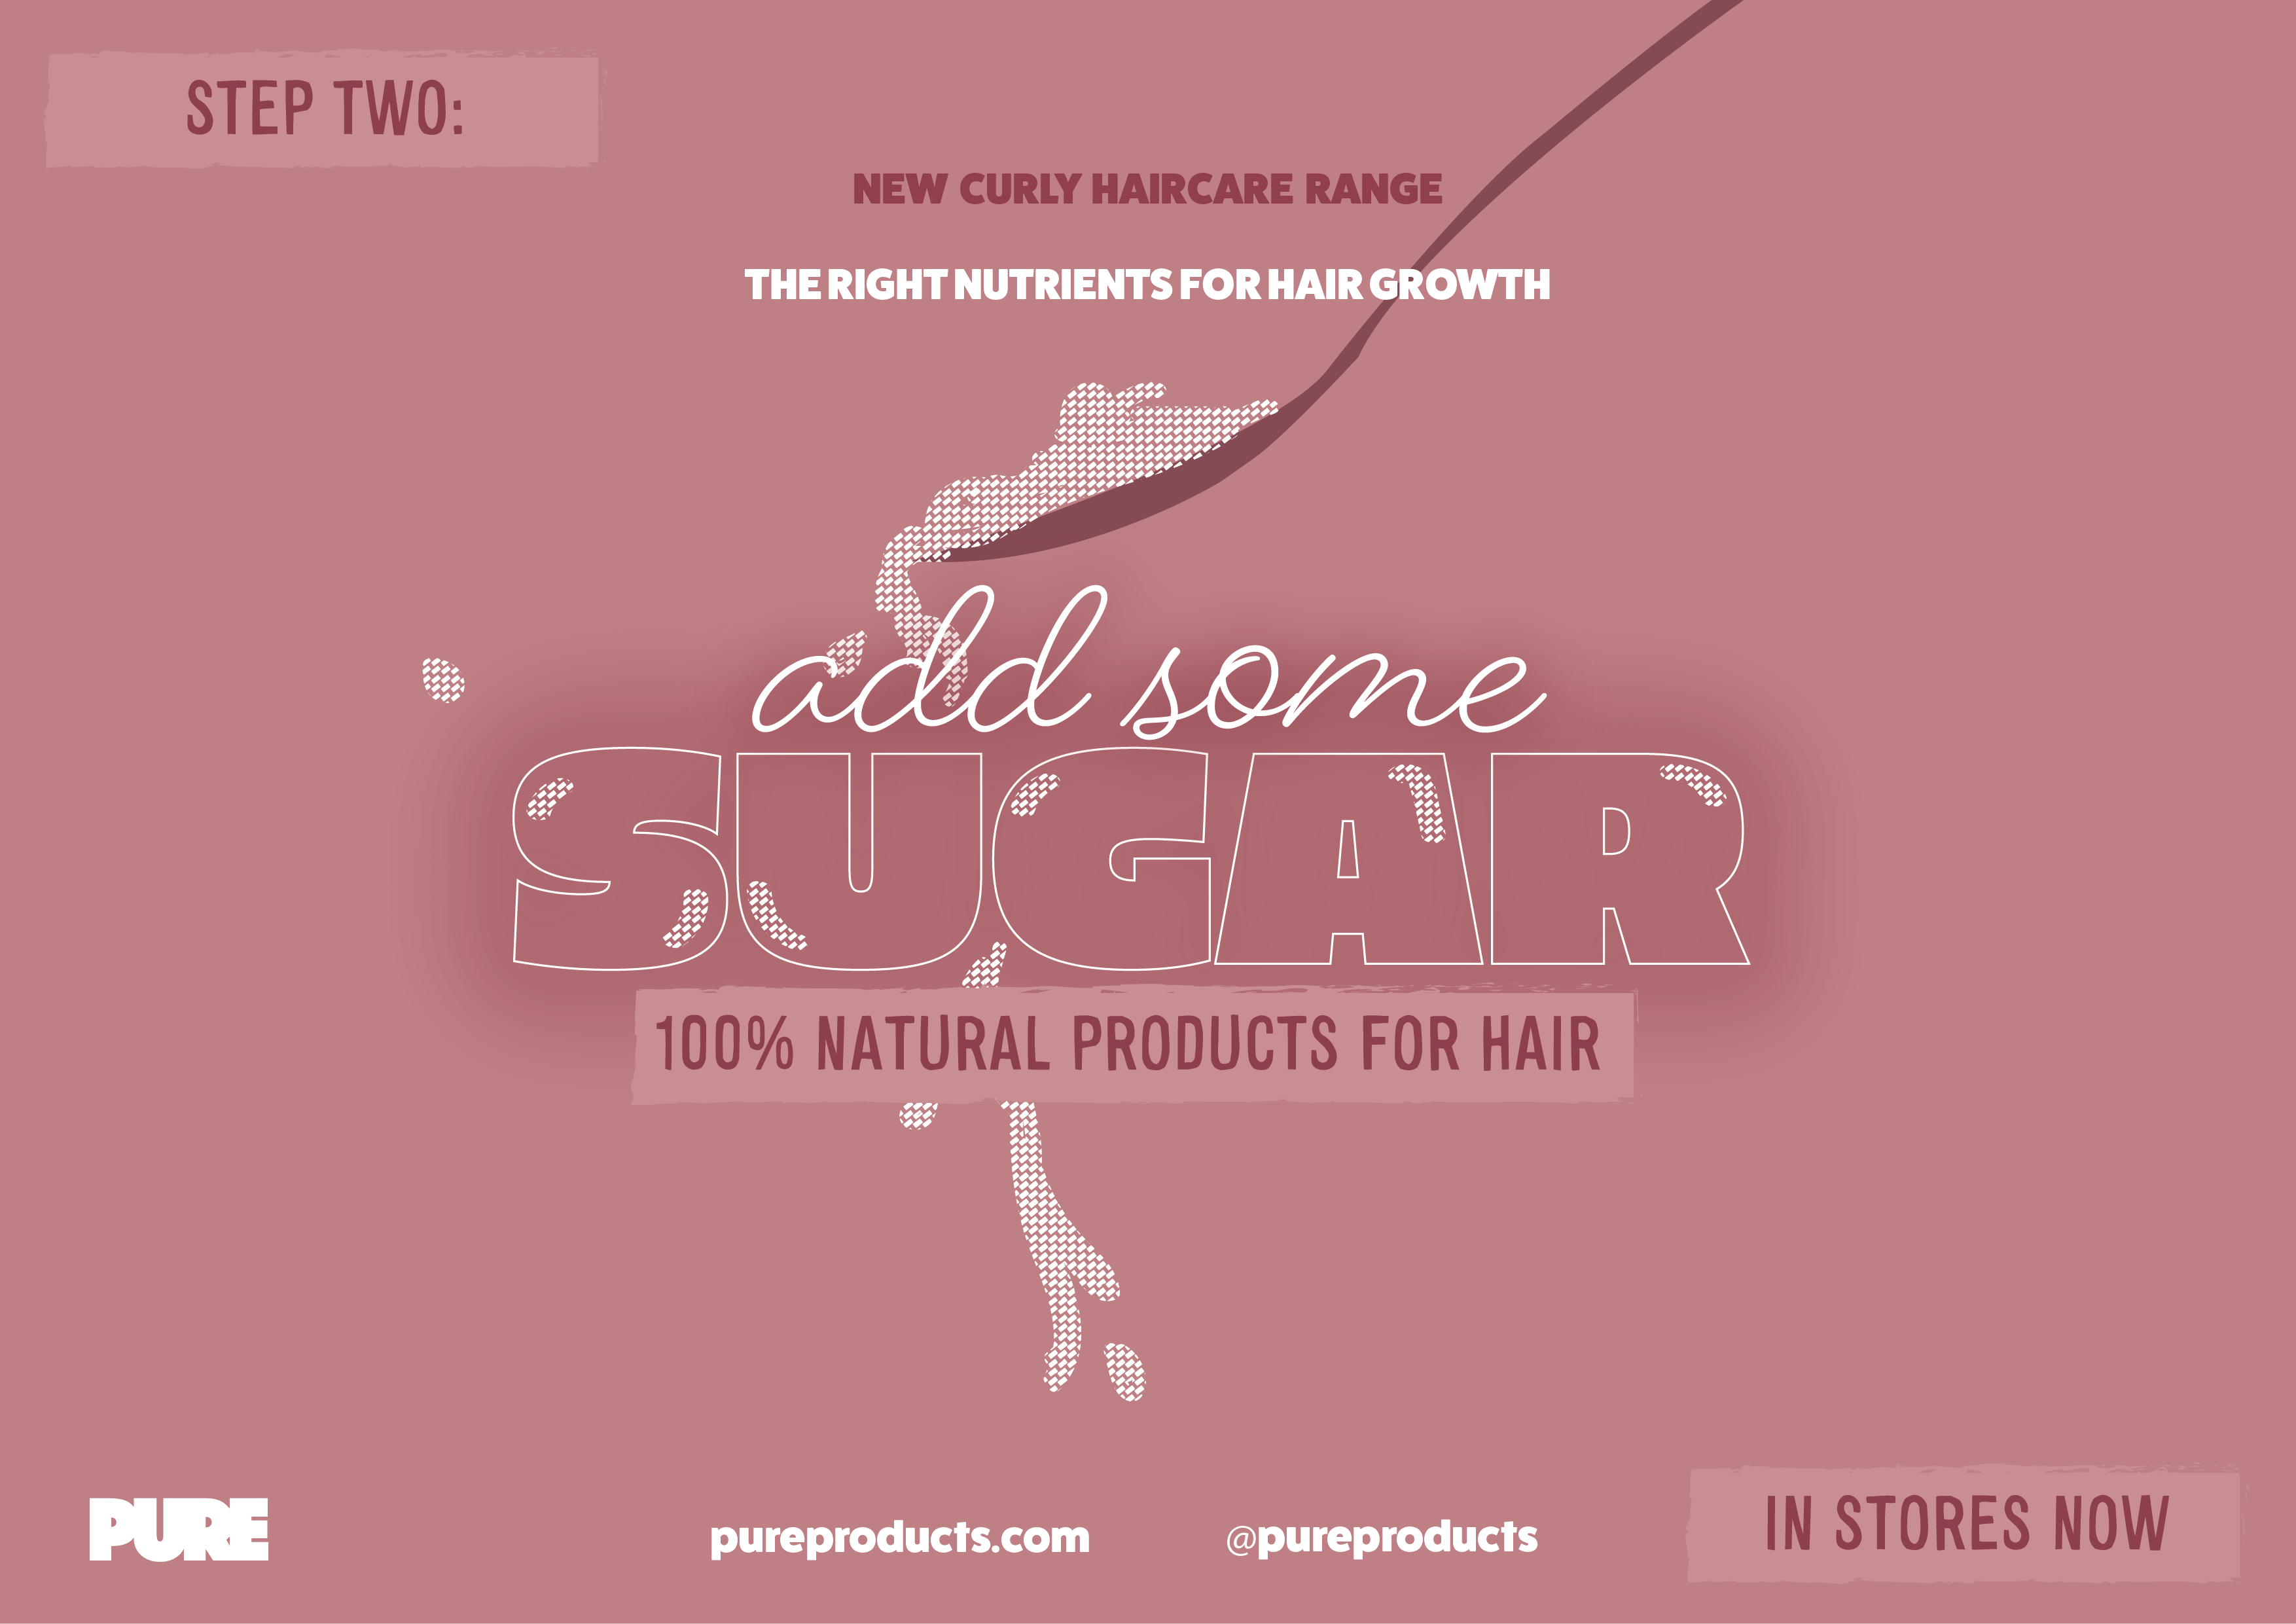 STEP TWO:
NEW CURLY HAIRCARE RANGE
THE RIGHT NUTRIENTS FOR HAIR GROWTH
add some
SUGAR
100% NATURAL PRODUCTS FOR HAIR
PURE
pureproducts.com
@pureproducts
IN STORES NOW